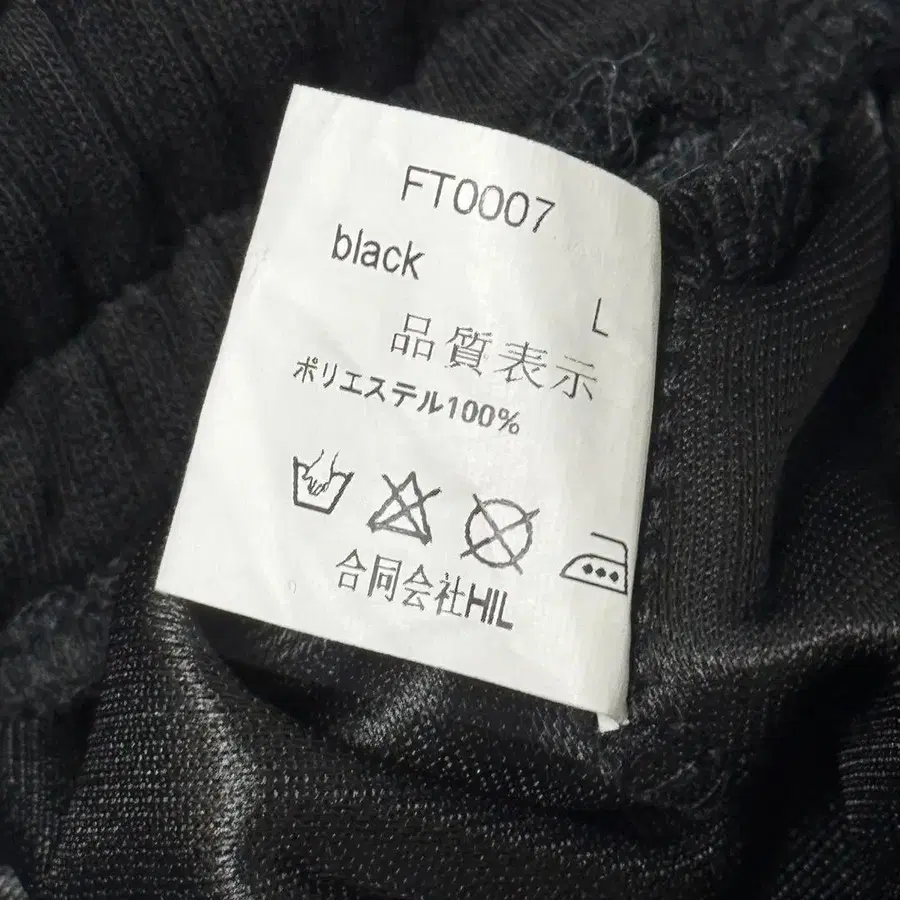 FT0007
black
L
品質表示
ポリエステル100%
合同会社HIL